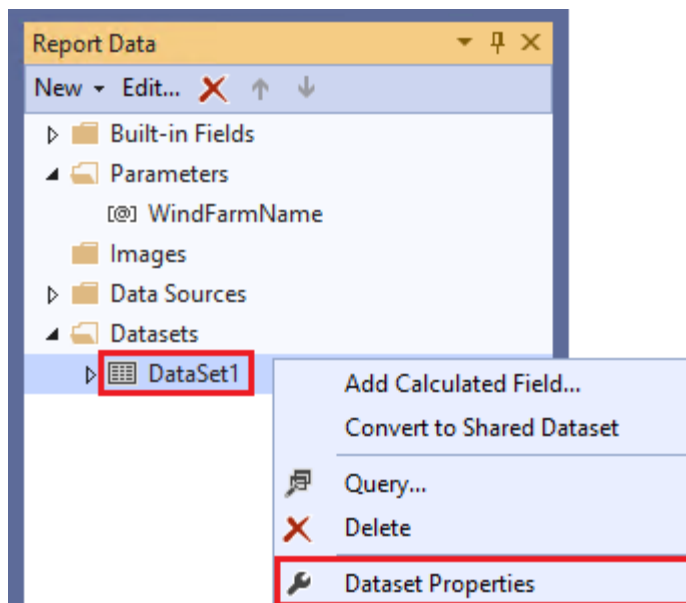 Report Data
New Edit...
Built-in Fields
Parameters
[@] WindFarmName
Images
Data Sources
Datasets
DataSet1
Add Calculated Field...
Convert to Shared Dataset
Query...
Delete
Dataset Properties